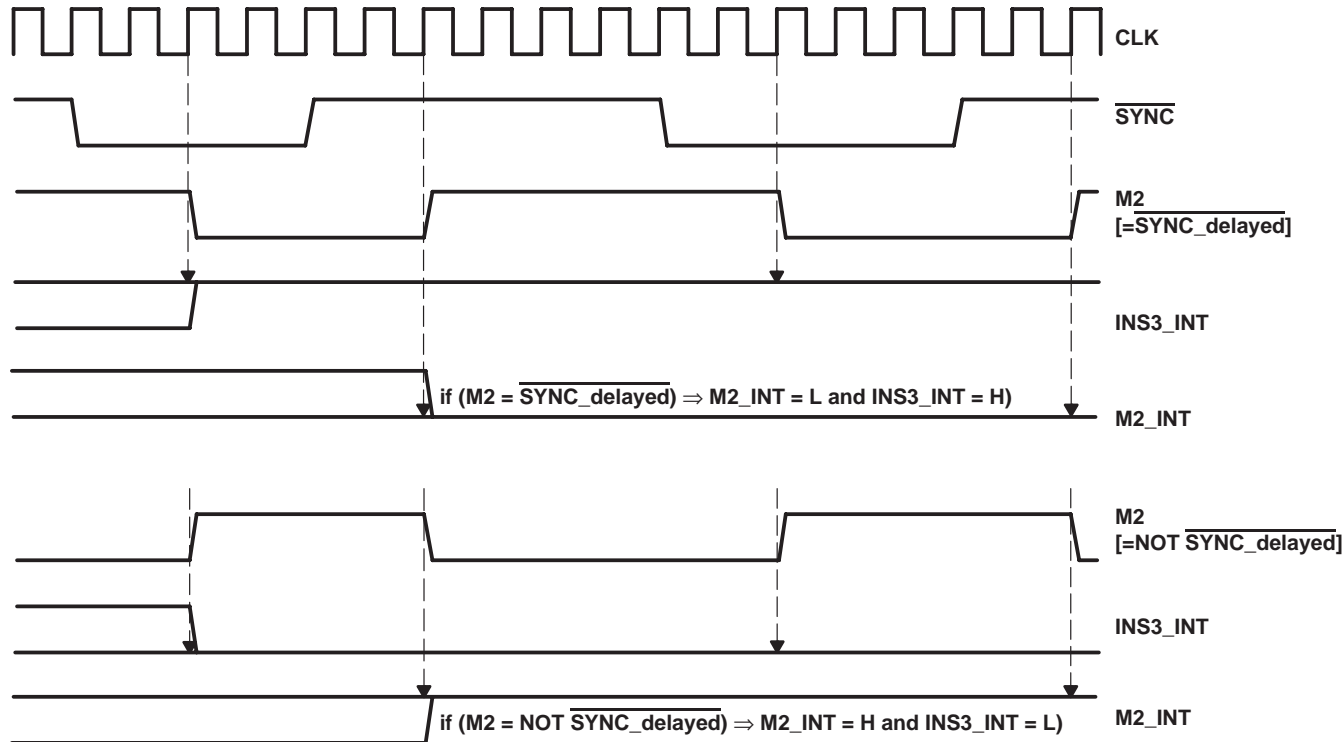 CLK
SYNC
M2
[=SYNC_delayed]
INS3_INT
if (M2 = SYNC_delayed) ⇒ M2_INT = L and INS3_INT = H)
M2_INT
M2
[=NOT SYNC_delayed]
INS3_INT
if (M2 = NOT SYNC_delayed) ⇒ M2_INT = H and INS3_INT = L)
M2_INT